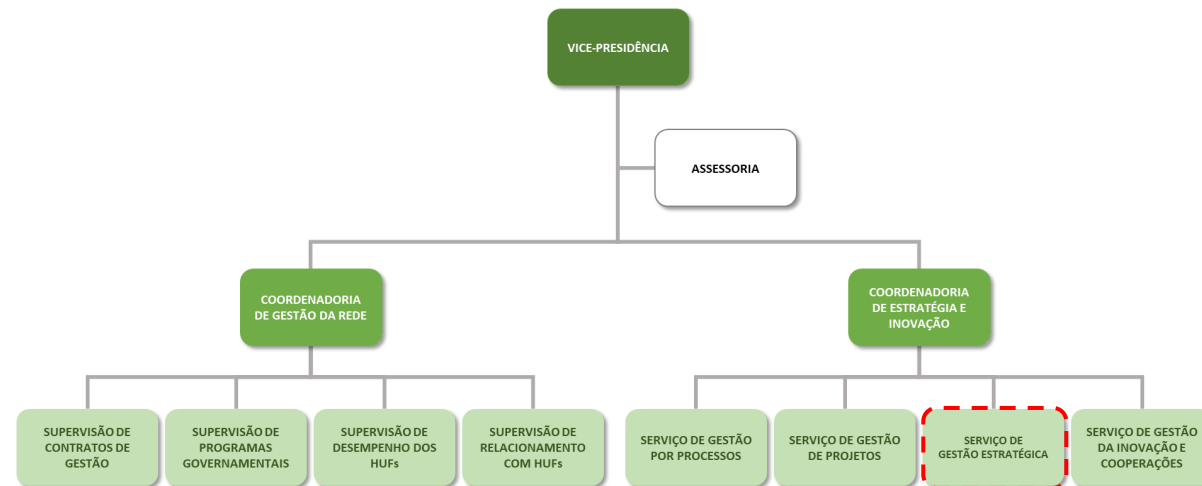 VICE-PRESIDÊNCIA
ASSESSORIA
COORDENADORIA
DE GESTÃO DA REDE
COORDENADORIA
DE ESTRATÉGIA E
INOVAÇÃO
SUPERVISÃO DE
CONTRATOS DE
GESTÃO
SUPERVISÃO DE
PROGRAMAS
GOVERNAMENTAIS
SUPERVISÃO DE
DESEMPENHO DOS
HUFs
SUPERVISÃO DE
RELACIONAMENTO
COM HUFs
SERVIÇO DE GESTÃO
POR PROCESSOS
SERVIÇO DE GESTÃO
DE PROJETOS
SERVIÇO DE
GESTÃO ESTRATÉGICA
SERVIÇO DE GESTÃO
DA INOVAÇÃO E
COOPERAÇÕES